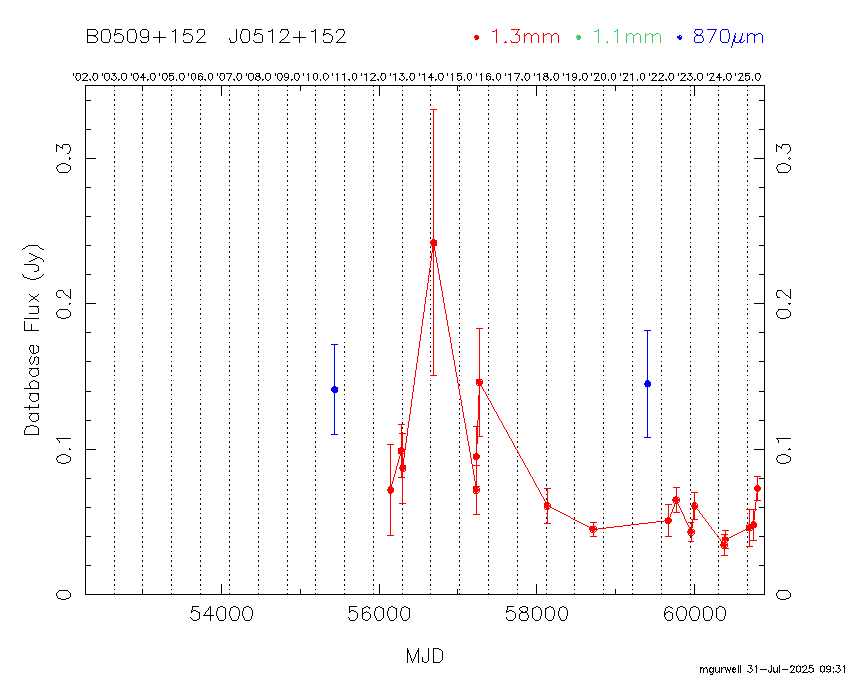 B0509+152 J0512+152 1.3mm 1.1mm 870μm
'02.0 '03.0 '04.0 '05.0 '06.0 '07.0 '08.0 '09.0 '10.0 '11.0 '12.0 '13.0 '14.0 '15.0 '16.0 '17.0 '18.0 '19.0 '20.0 '21.0 '22.0 '23.0 '24.0 '25.0
0.3 0.3
0.2 0.2
Database Flux (Jy)
0.1 0.1
0 0
54000 56000 58000 60000
MJD
mgurwell 31-Jul-2025 09:31